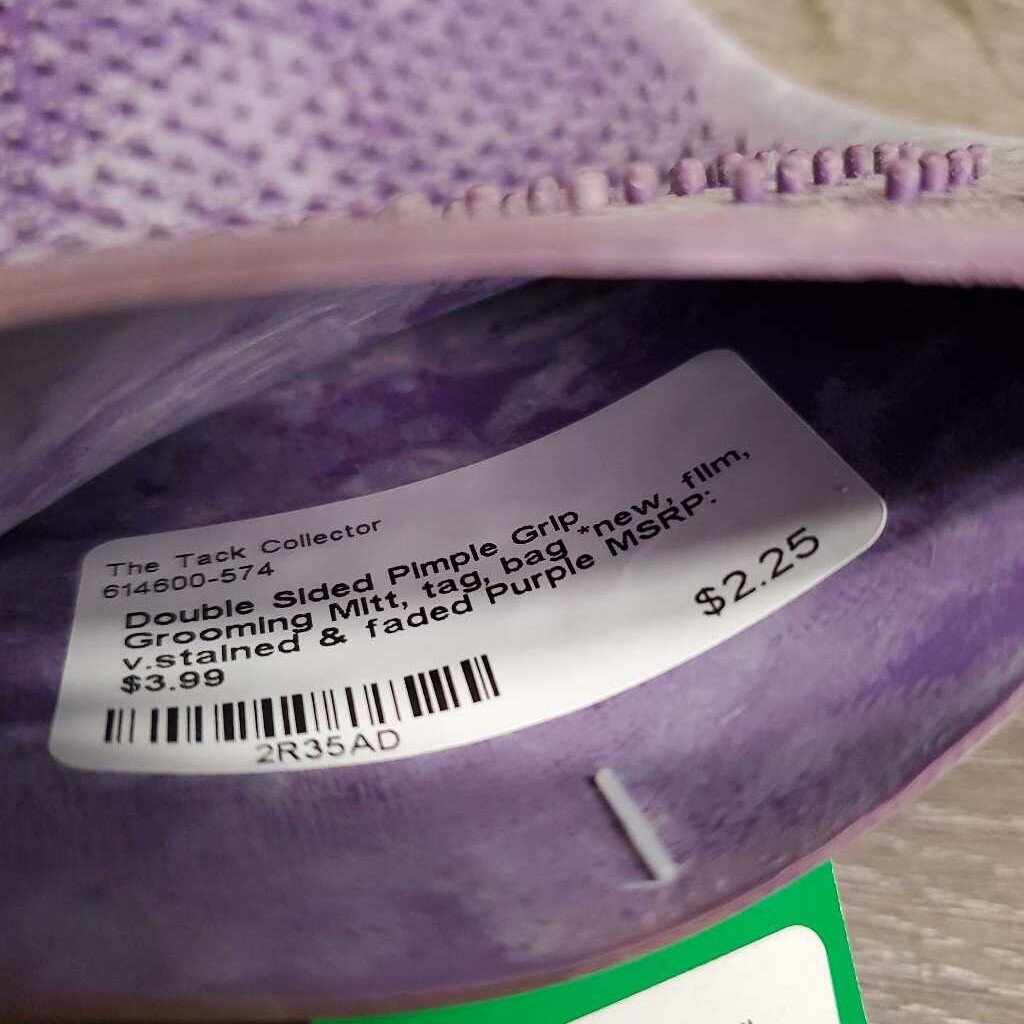 The Tack Collector
614600-574
Double Sided Pimple Grip
Grooming Mitt, tag, bag *new, film,
v.stained & faded Purple MSRP:
$3.99
$2.25
2R35AD